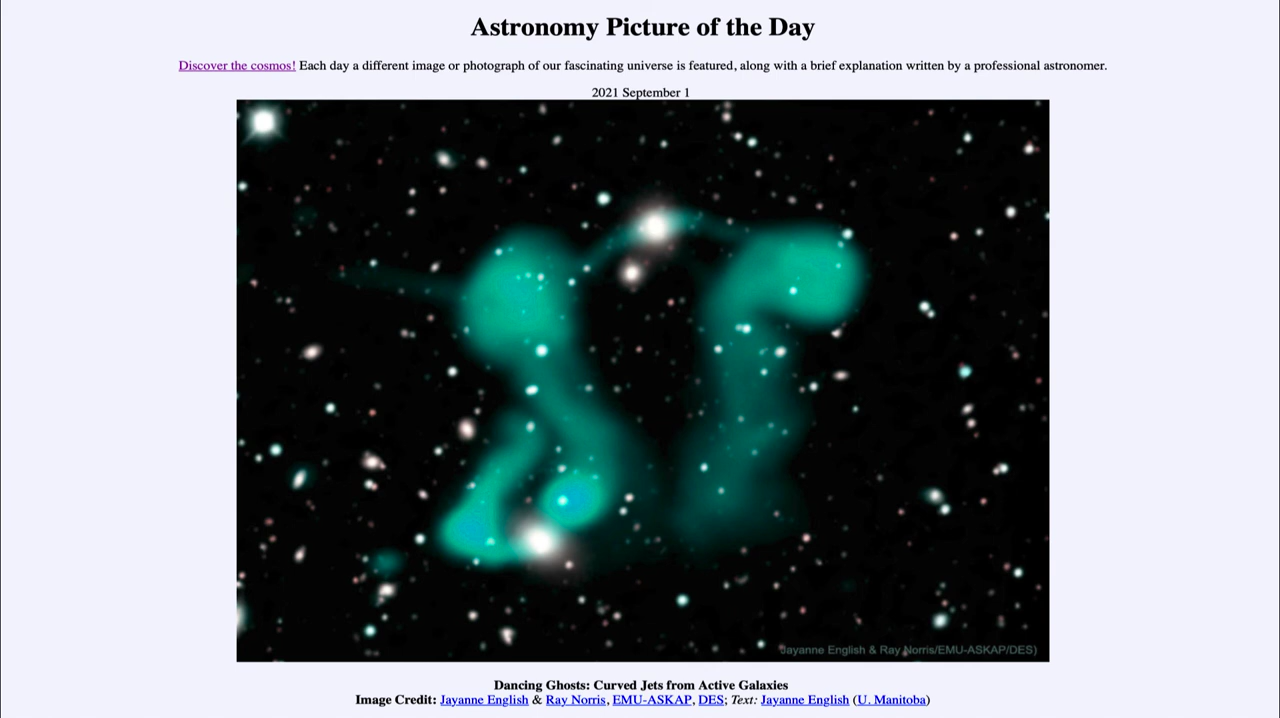 Astronomy Picture of the Day
Discover the cosmos! Each day a different image or photograph of our fascinating universe is featured, along with a brief explanation written by a professional astronomer.
2021 September 1
Jayanne English & Ray Norris/EMU-ASKAP/DES)
Dancing Ghosts: Curved Jets from Active Galaxies
Image Credit: Jayanne English & Ray Norris, EMU-ASKAP, DES; Text: Jayanne English (U. Manitoba)